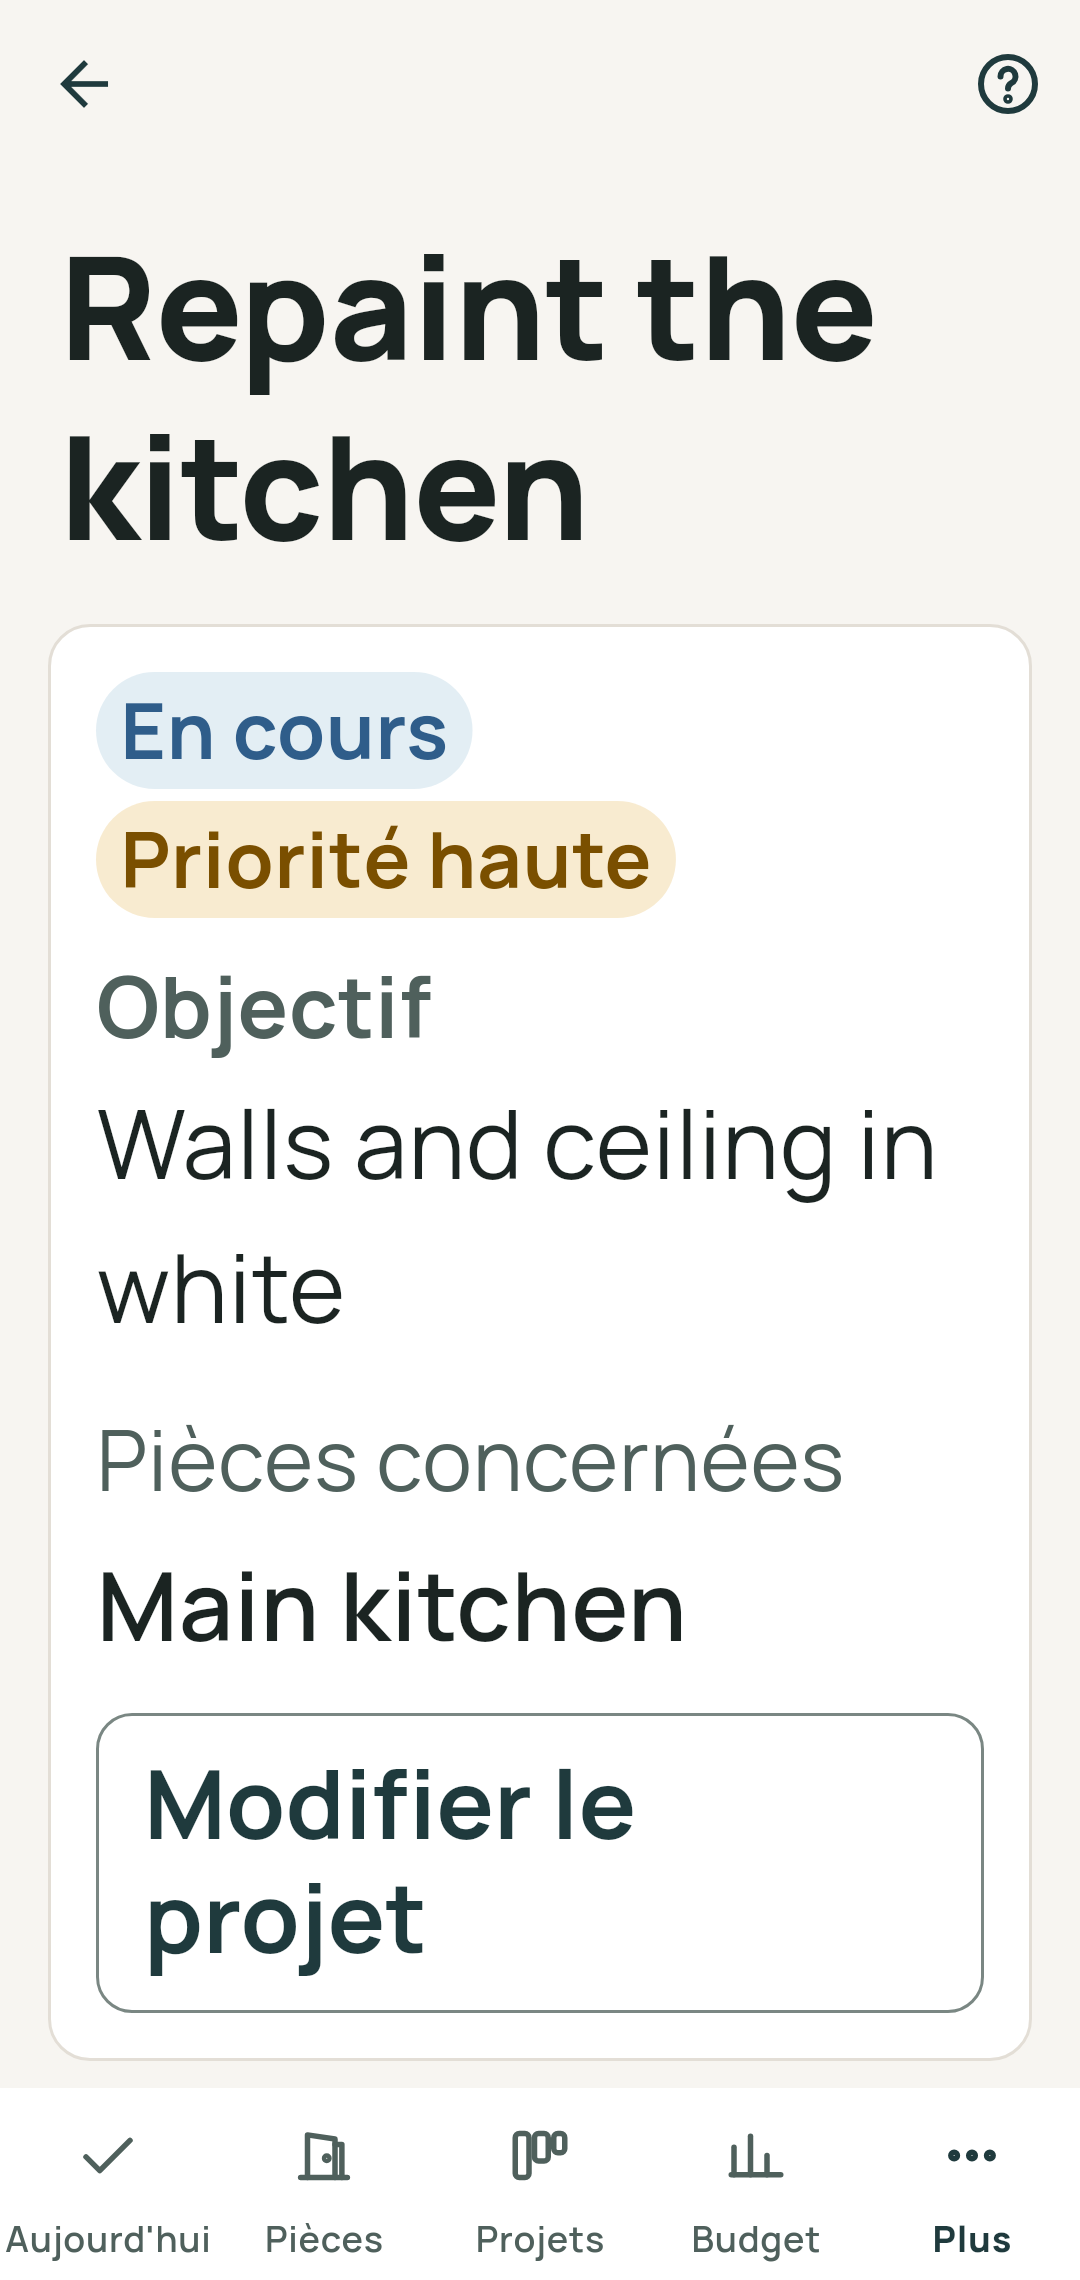 Repaint the
kitchen
En cours
Priorité haute
Objectif
Walls and ceiling in
white
Pièces concernées
Main kitchen
Modifier le
projet
Aujourd'hui
Pièces
Projets
Budget
Plus